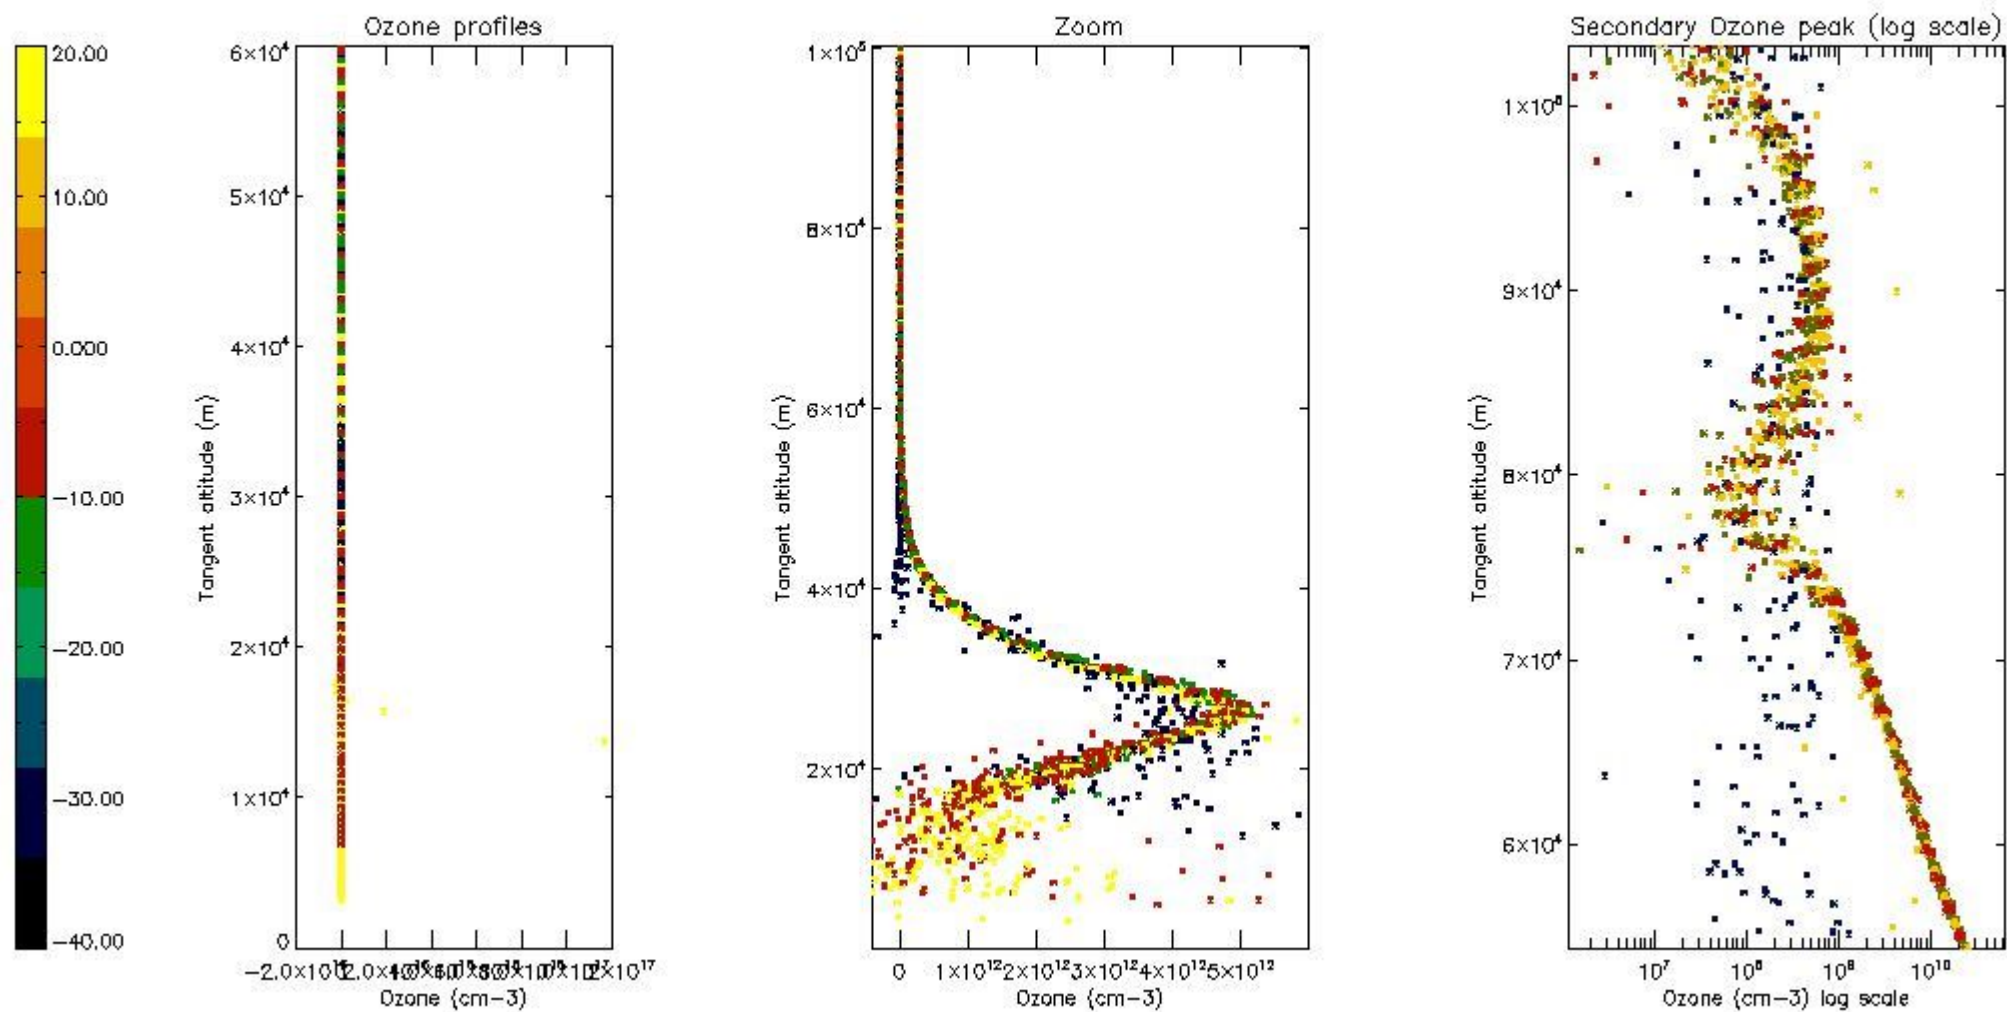 Ozone profiles
Zoom
Secondary Ozone peak (log scale)
20.00
10.00
0.000
−10.00
−20.00
−30.00
−40.00
6×10⁴
5×10⁴
4×10⁴
3×10⁴
2×10⁴
1×10⁴
0
Tangent altitude (m)
2×10¹⁷
Ozone (cm−3)
1×10⁵
8×10⁴
6×10⁴
4×10⁴
2×10⁴
Tangent altitude (m)
0 1×10¹² 2×10¹² 3×10¹² 4×10¹² 5×10¹²
Ozone (cm−3)
9×10⁴
8×10⁴
7×10⁴
6×10⁴
Tangent altitude (m)
10⁷ 10⁸ 10⁹ 10¹⁰
Ozone (cm−3) log scale